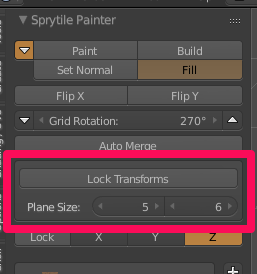 Sprytile Painter
Paint Build
Set Normal Fill
Flip X Flip Y
Grid Rotation: 270°
Auto Merge
Lock Transforms
Plane Size: 5 6
Lock X Y Z